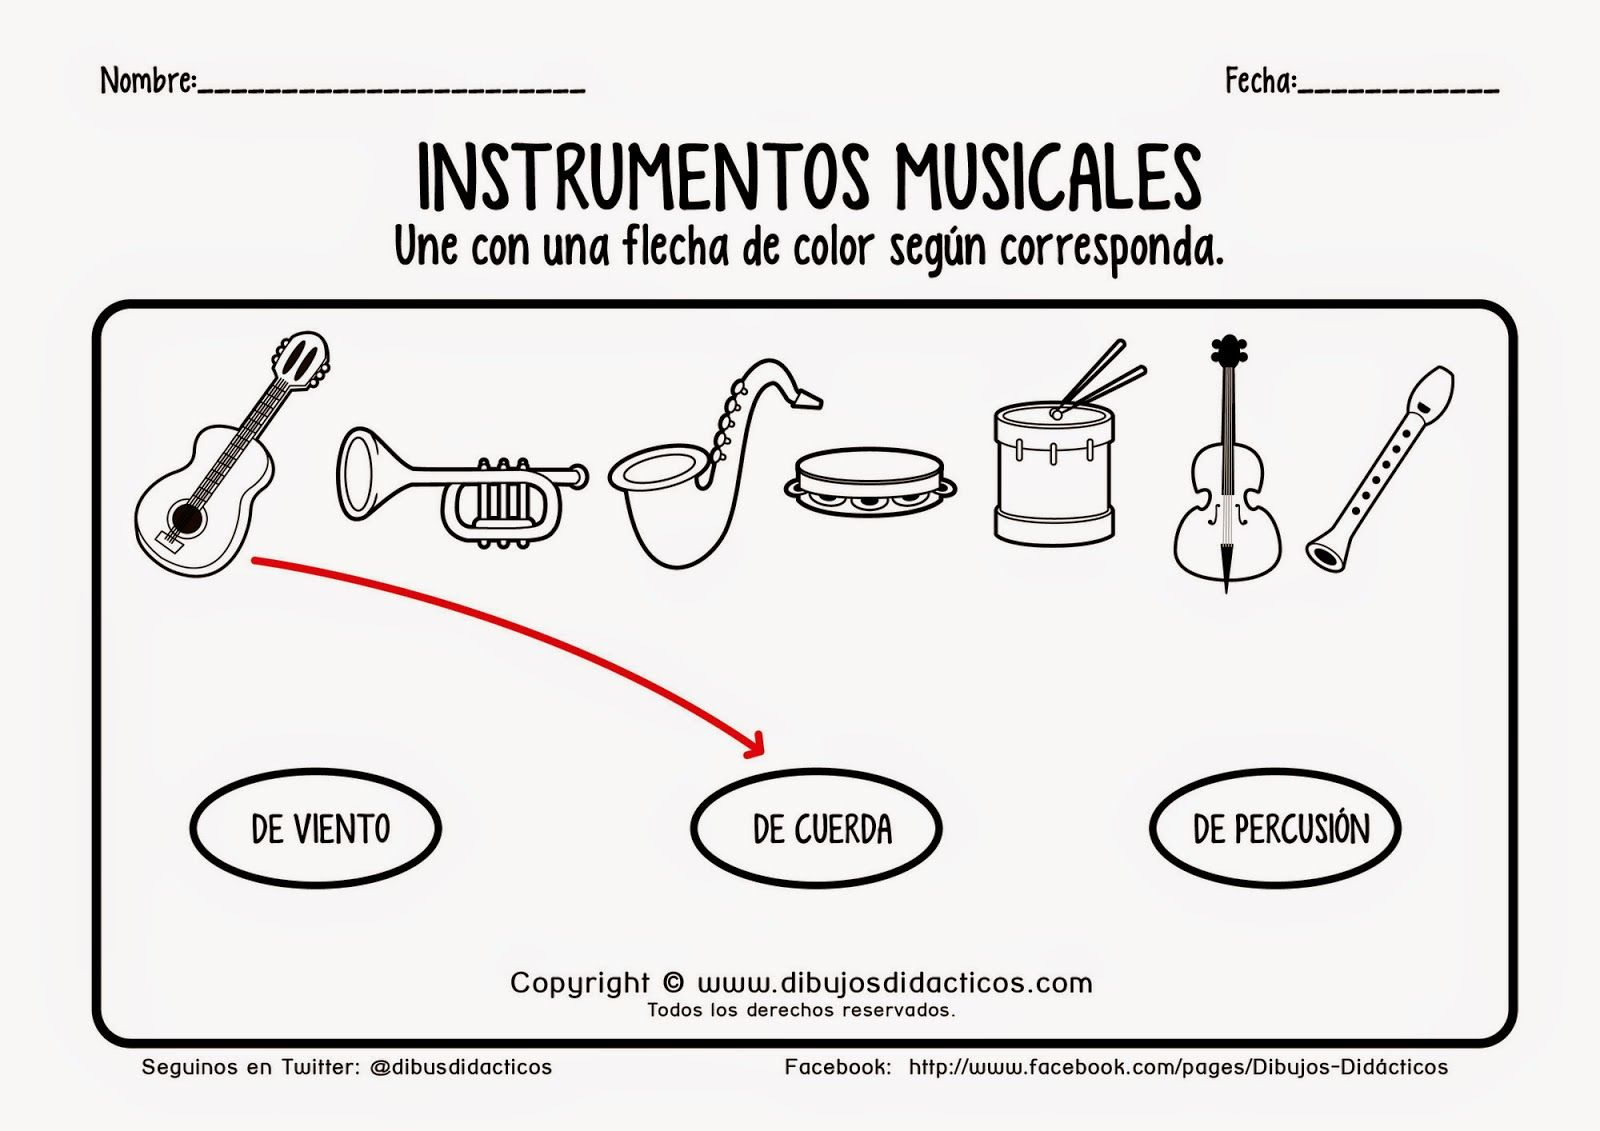 Nombre:_______________________ Fecha:____________
INSTRUMENTOS MUSICALES
Une con una flecha de color según corresponda.
DE VIENTO
DE CUERDA
DE PERCUSIÓN
Copyright © www.dibujosdidacticos.com
Todos los derechos reservados.
Seguinos en Twitter: @dibusdidacticos Facebook: http://www.facebook.com/pages/Dibujos-Didácticos